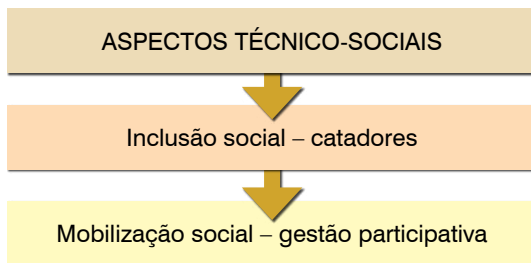 ASPECTOS TÉCNICO-SOCIAIS
Inclusão social – catadores
Mobilização social – gestão participativa